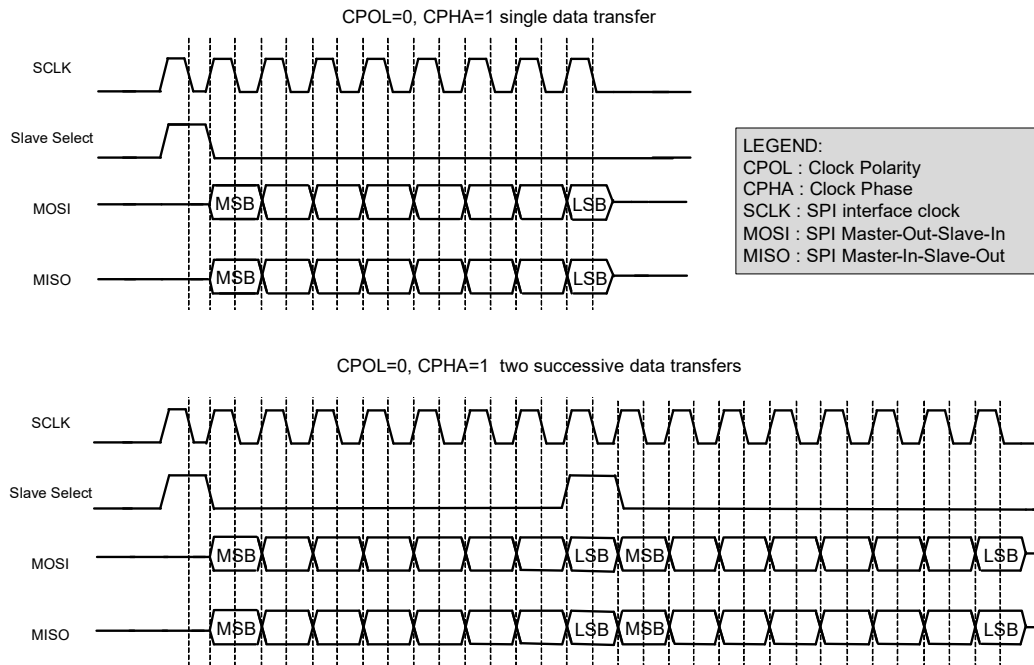 CPOL=0, CPHA=1 single data transfer
SCLK
Slave Select
MOSI
MSB
LSB
MISO
MSB
LSB
LEGEND:
CPOL : Clock Polarity
CPHA : Clock Phase
SCLK : SPI interface clock
MOSI : SPI Master-Out-Slave-In
MISO : SPI Master-In-Slave-Out
CPOL=0, CPHA=1 two successive data transfers
SCLK
Slave Select
MOSI
MSB
LSB
MSB
LSB
MISO
MSB
LSB
MSB
LSB